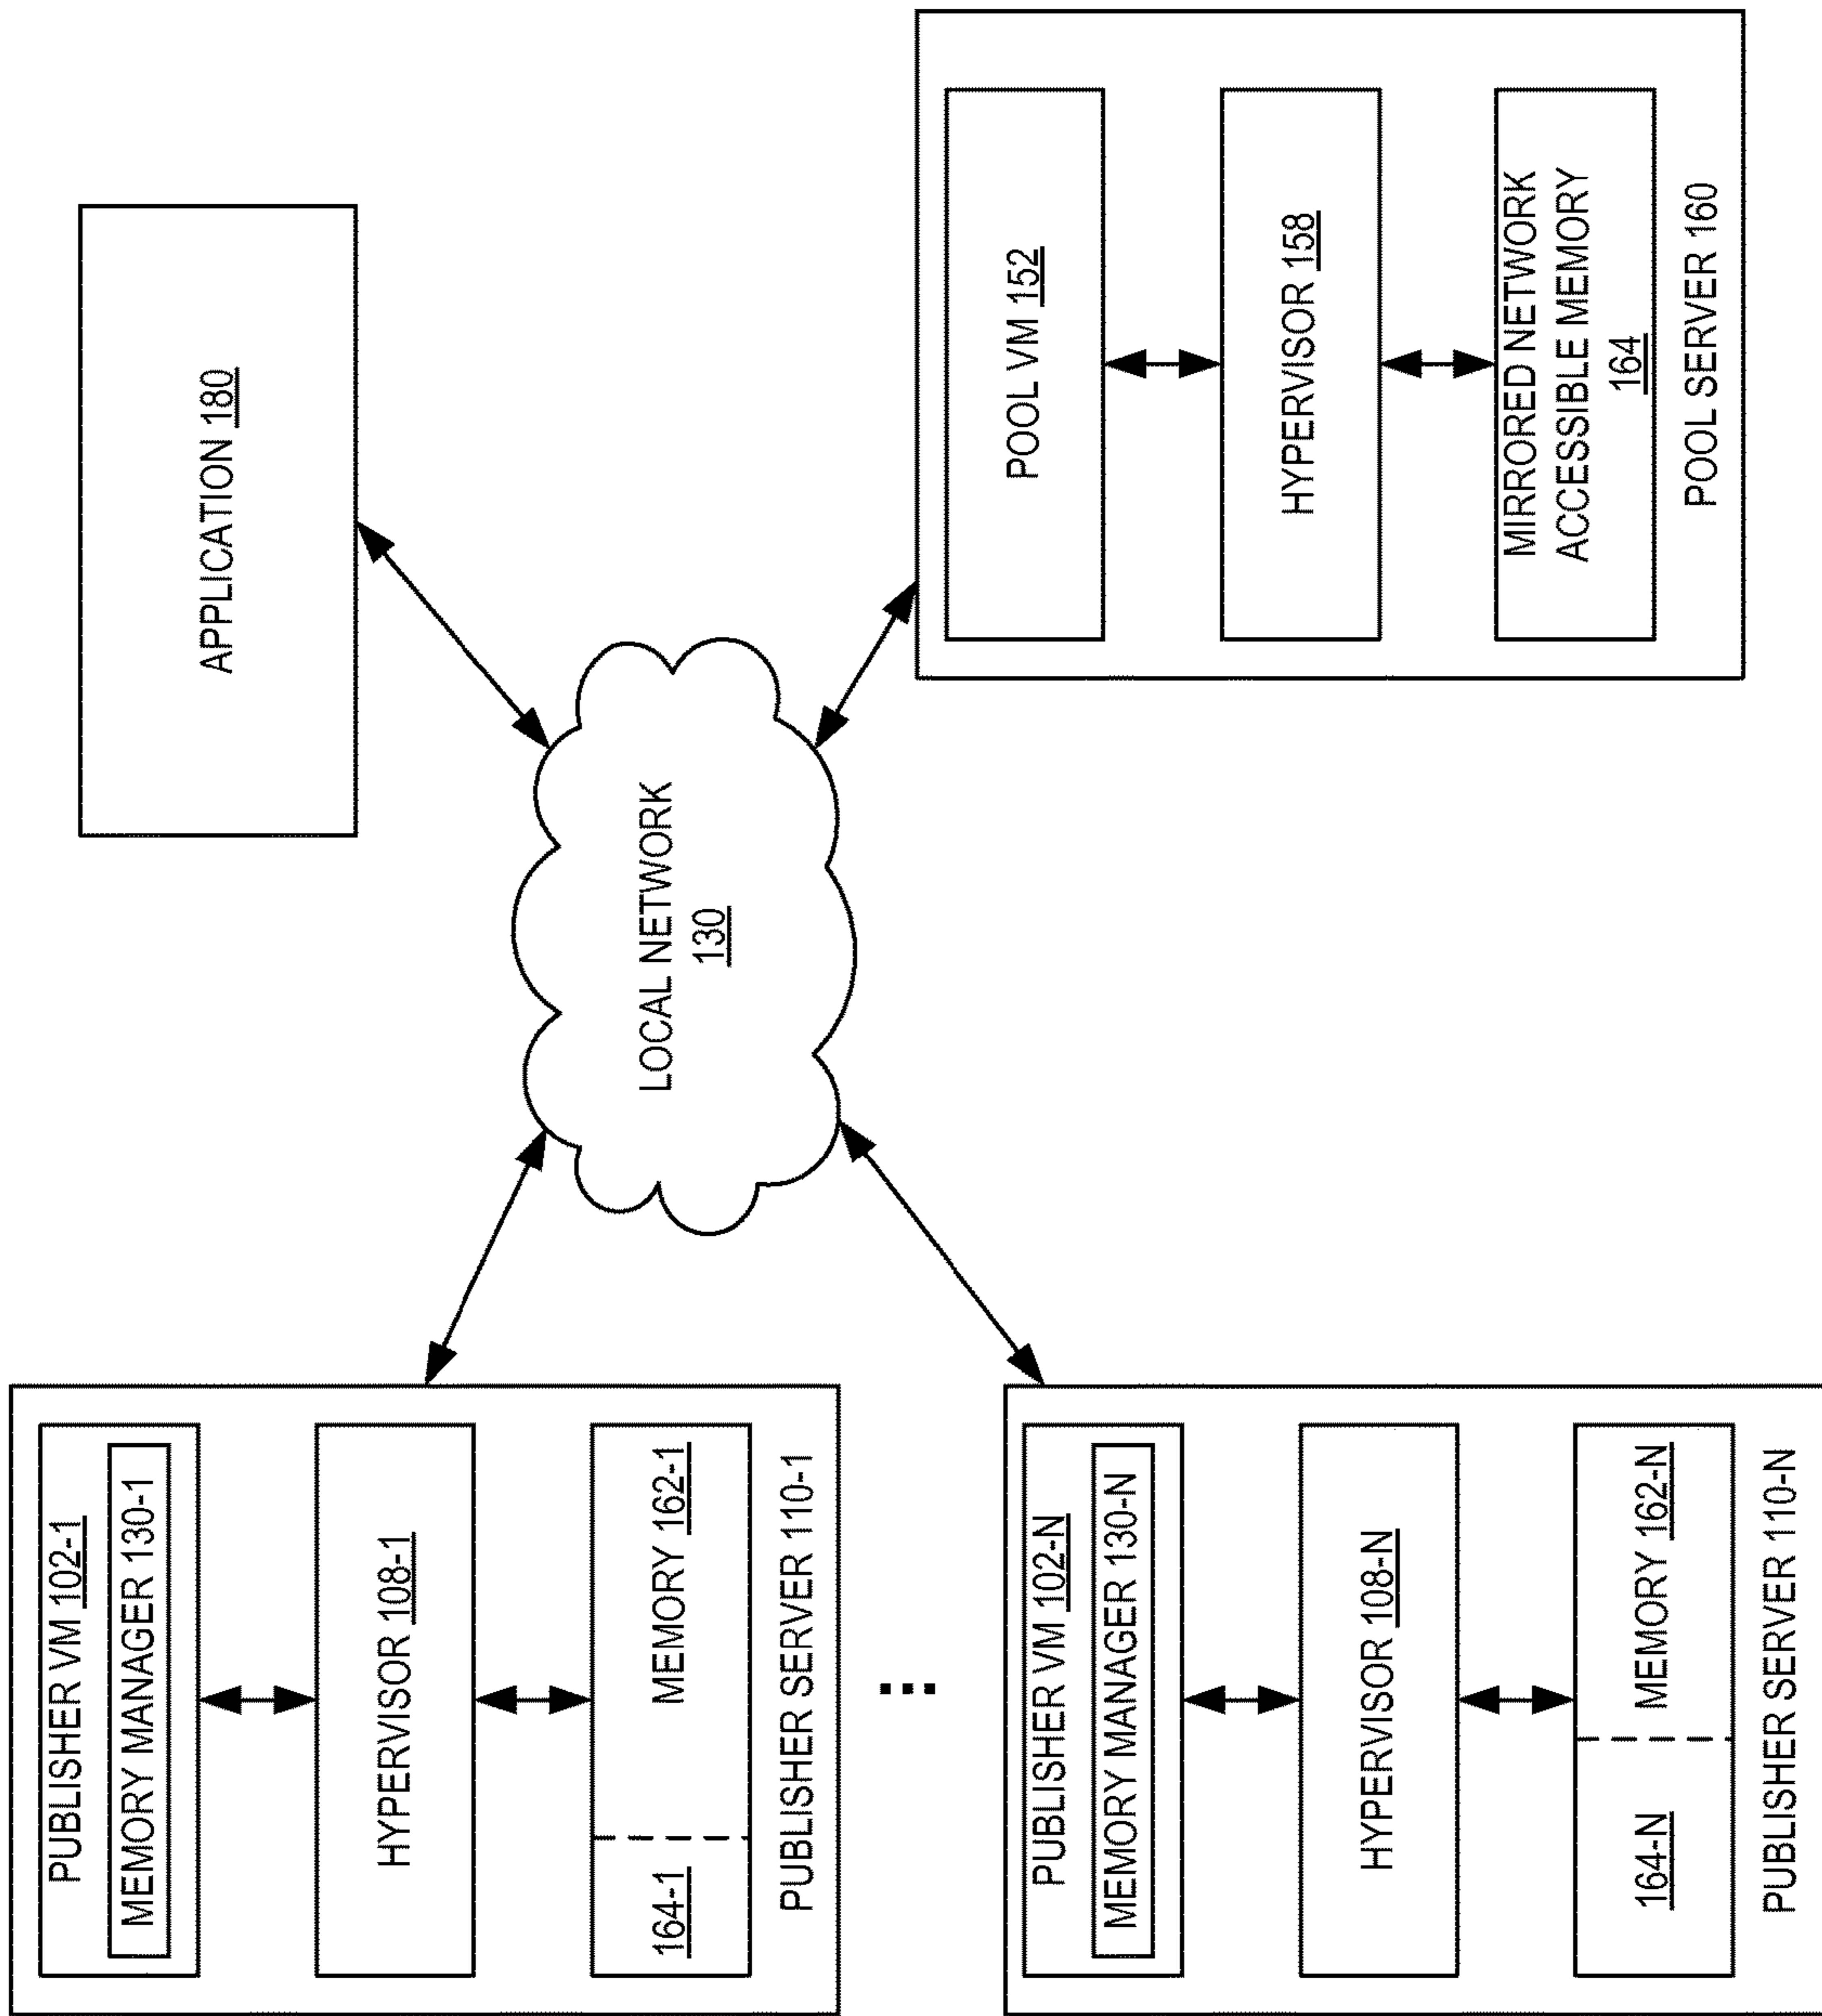 PUBLISHER VM 102-1
MEMORY MANAGER 130-1
HYPERVISOR 108-1
164-1
MEMORY 162-1
PUBLISHER SERVER 110-1
...
PUBLISHER VM 102-N
MEMORY MANAGER 130-N
HYPERVISOR 108-N
164-N
MEMORY 162-N
PUBLISHER SERVER 110-N
LOCAL NETWORK
130
APPLICATION 180
POOL VM 152
HYPERVISOR 158
MIRRORED NETWORK
ACCESSIBLE MEMORY
164
POOL SERVER 160